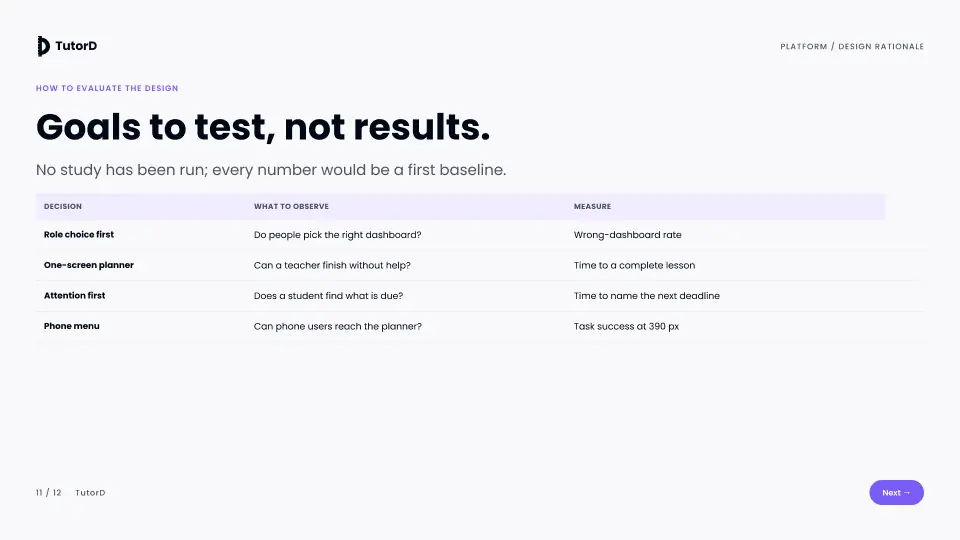 TutorD
PLATFORM / DESIGN RATIONALE
HOW TO EVALUATE THE DESIGN
Goals to test, not results.
No study has been run; every number would be a first baseline.
DECISION WHAT TO OBSERVE MEASURE
Role choice first Do people pick the right dashboard? Wrong-dashboard rate
One-screen planner Can a teacher finish without help? Time to a complete lesson
Attention first Does a student find what is due? Time to name the next deadline
Phone menu Can phone users reach the planner? Task success at 390 px
11 / 12 TutorD
Next →